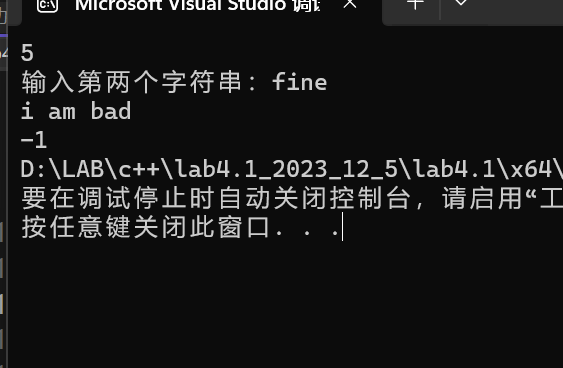 Microsoft Visual Studio 调试
5
输入第两个字符串：fine
i am bad
-1
D:\LAB\c++\lab4.1_2023_12_5\lab4.1\x64\
要在调试停止时自动关闭控制台，请启用“工
按任意键关闭此窗口. . .